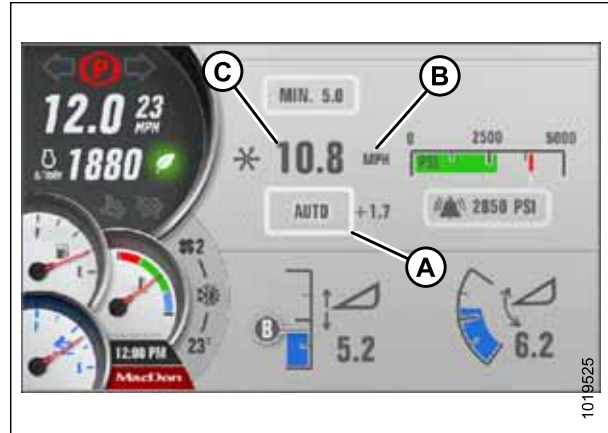 P
12.0 23 MPH
1880
C
MIN. 5.0
B
10.8 MPH
0 2500 5000
PSI
AUTO +1.7
2850 PSI
A
F
E
F
E
2
23°
12:00 PM
MacDon
B
5.2
6.2
1019525